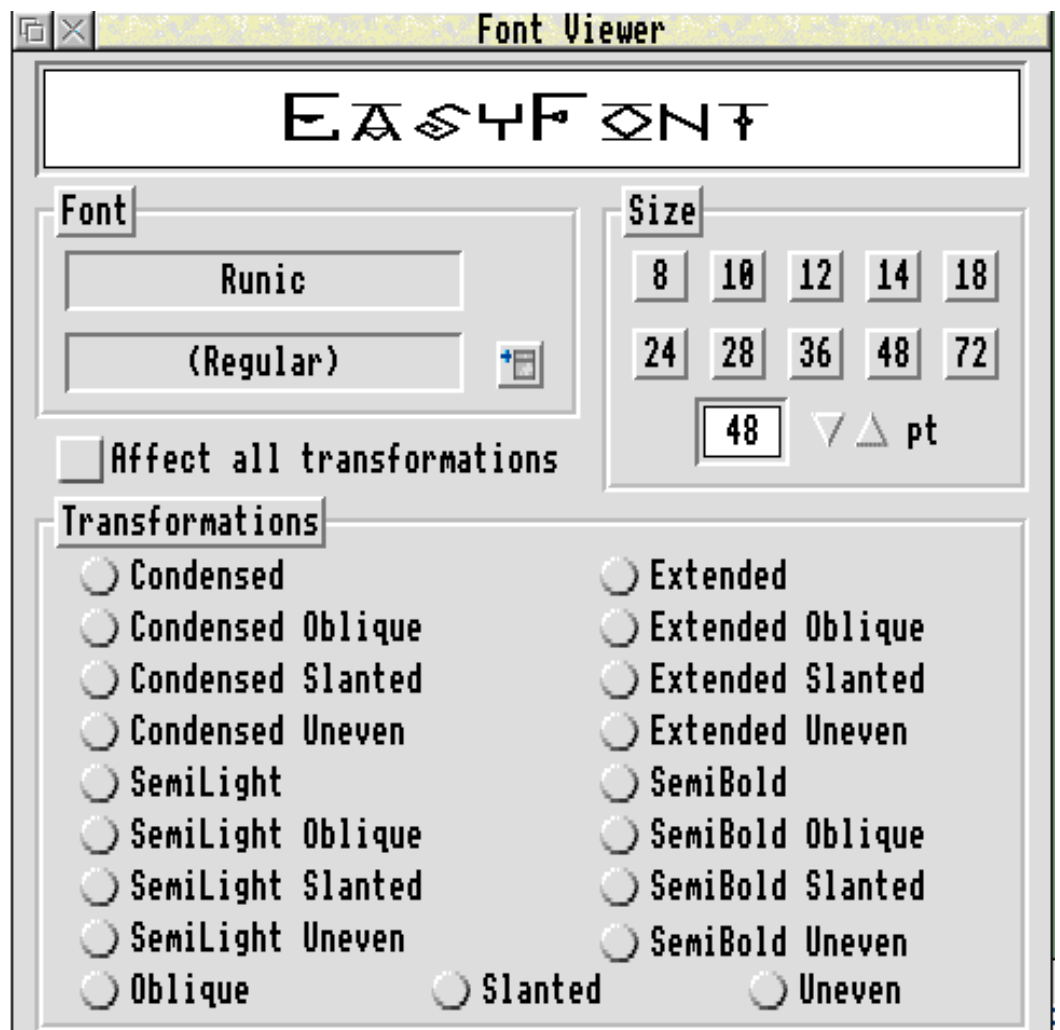 Font Viewer
EASYFONT
Font
Runic
(Regular)
Size
8 10 12 14 18
24 28 36 48 72
48 pt
Affect all transformations
Transformations
Condensed Extended
Condensed Oblique Extended Oblique
Condensed Slanted Extended Slanted
Condensed Uneven Extended Uneven
SemiLight SemiBold
SemiLight Oblique SemiBold Oblique
SemiLight Slanted SemiBold Slanted
SemiLight Uneven SemiBold Uneven
Oblique Slanted Uneven